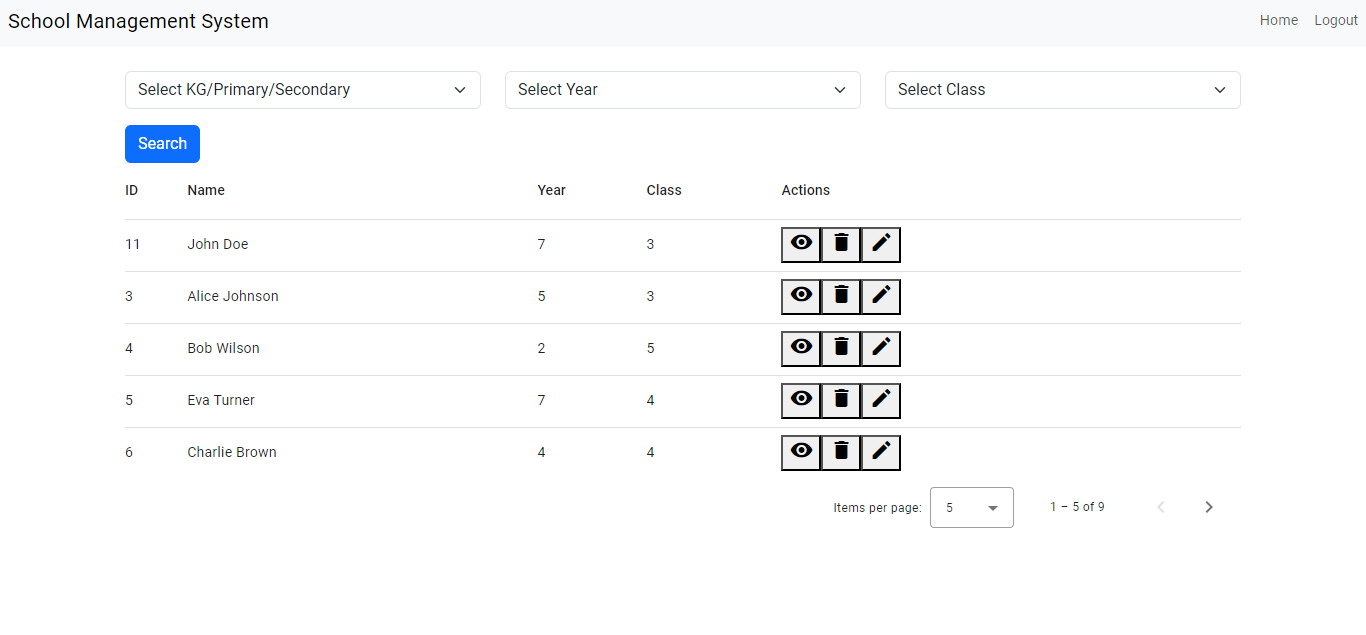 School Management System Home Logout
Select KG/Primary/Secondary Select Year Select Class
Search
ID Name Year Class Actions
11 John Doe 7 3
3 Alice Johnson 5 3
4 Bob Wilson 2 5
5 Eva Turner 7 4
6 Charlie Brown 4 4
Items per page: 5 1 – 5 of 9